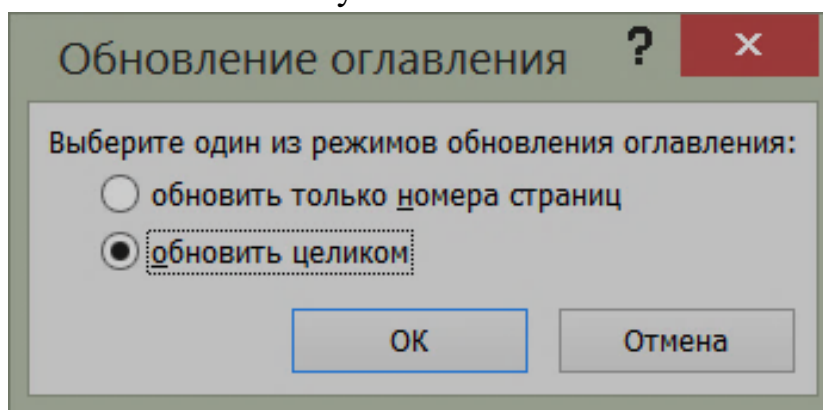 Обновление оглавления ? ×
Выберите один из режимов обновления оглавления:
обновить только номера страниц
обновить целиком
ОК Отмена